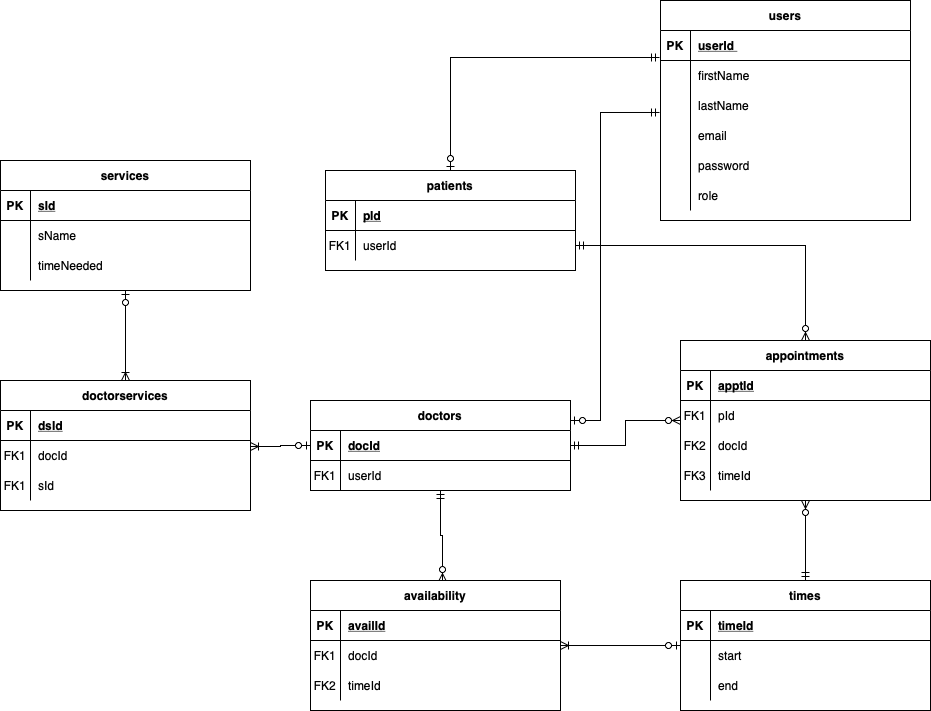 users
PK userId
firstName
lastName
email
password
role
services
PK sId
sName
timeNeeded
patients
PK pId
FK1 userId
doctorservices
PK dsId
FK1 docId
FK1 sId
doctors
PK docId
FK1 userId
appointments
PK apptId
FK1 pId
FK2 docId
FK3 timeId
availability
PK availId
FK1 docId
FK2 timeId
times
PK timeId
start
end